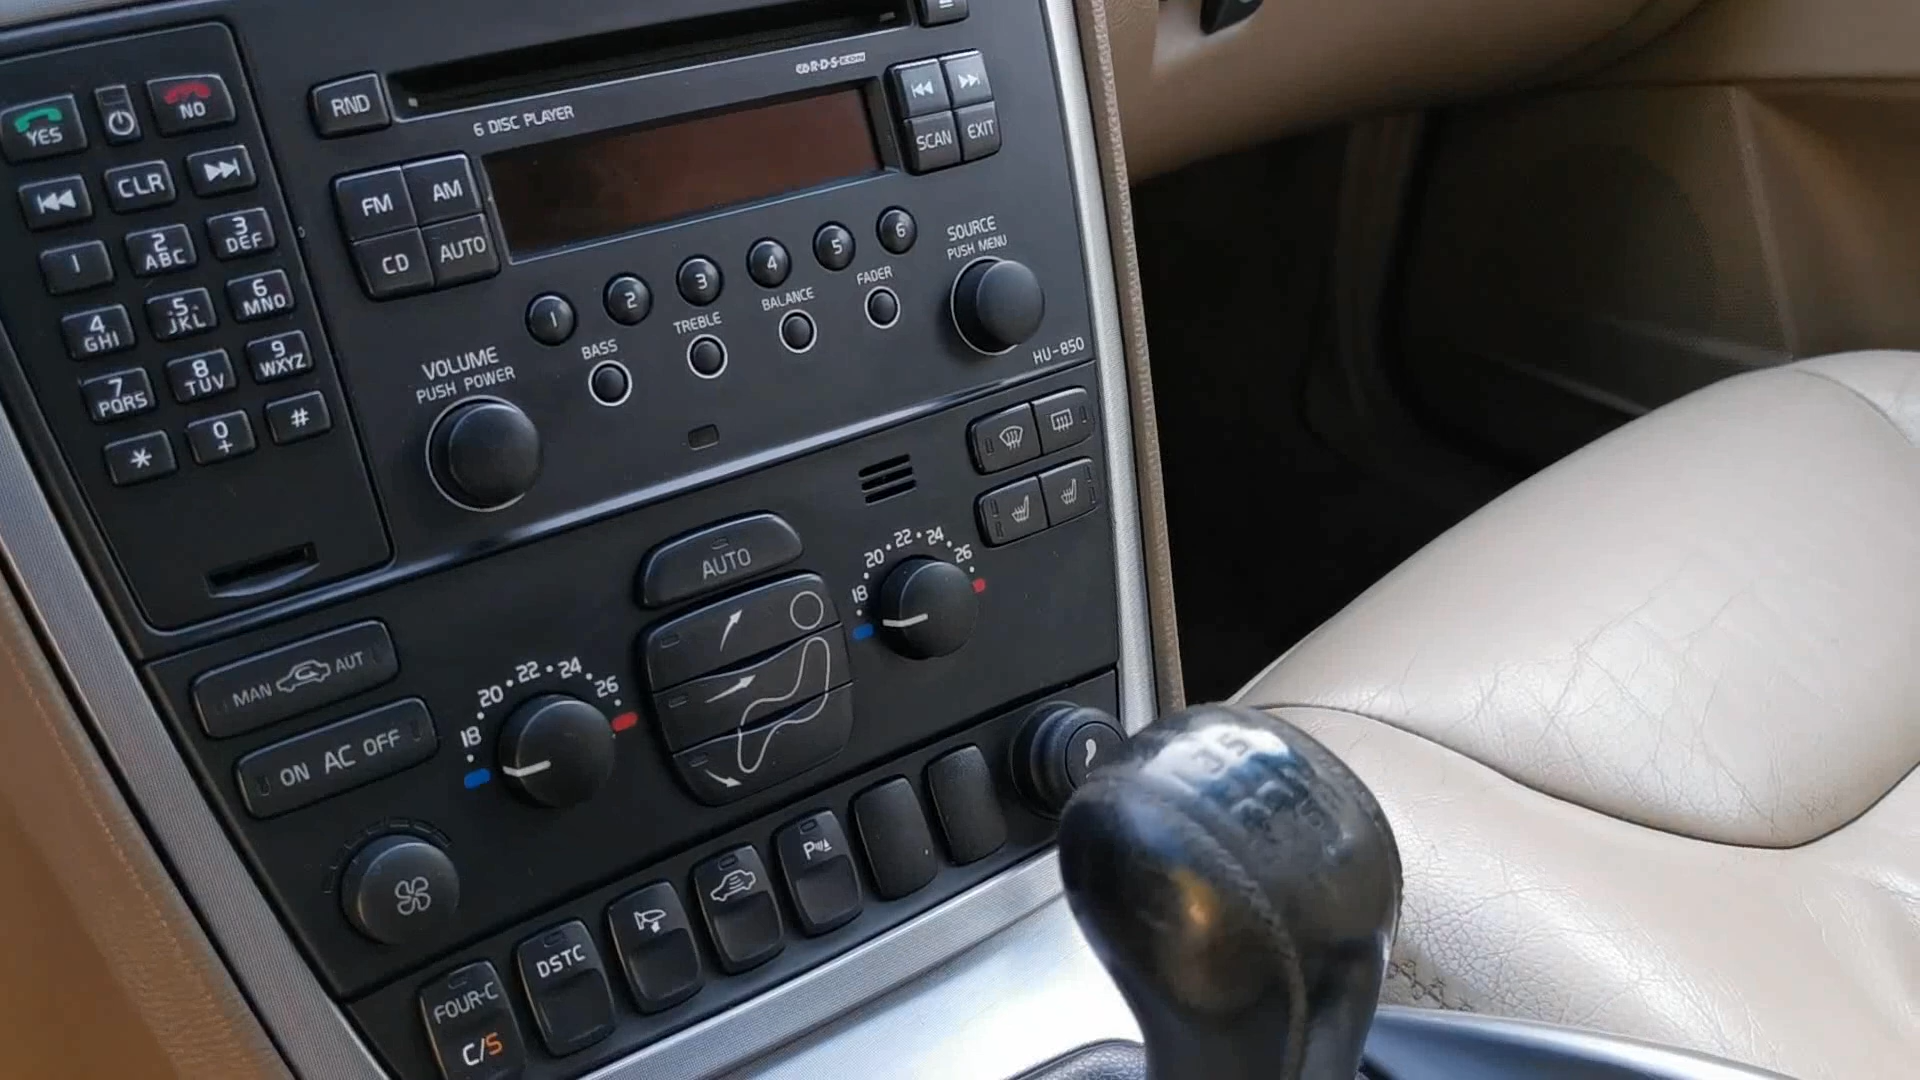 YES
NO
CLR
1
2
ABC
3
DEF
4
GHI
5
JKL
6
MNO
7
PQRS
8
TUV
9
WXYZ
*
0
+
#
RND
6 DISC PLAYER
R·D·S-EON
SCAN
EXIT
FM
AM
CD
AUTO
1 2 3 4 5 6
SOURCE
PUSH MENU
VOLUME
PUSH POWER
BASS
TREBLE
BALANCE
FADER
HU-850
AUTO
MAN AUT
ON AC OFF
18 20 22 24 26
18 20 22 24 26
FOUR-C
C/S
DSTC
P
3 5